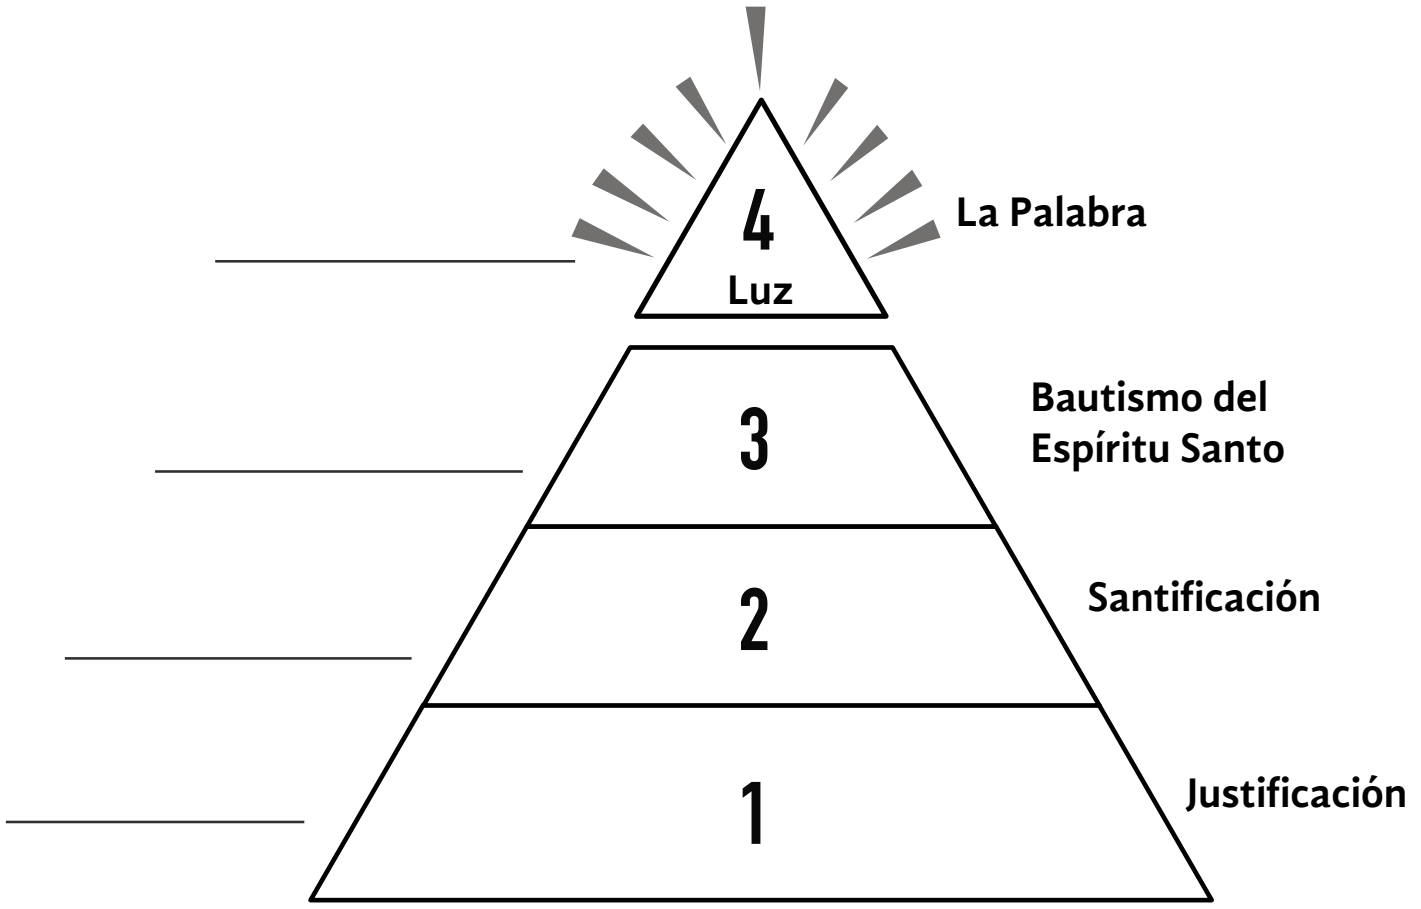 4
Luz
La Palabra
3
Bautismo del
Espíritu Santo
2
Santificación
1
Justificación